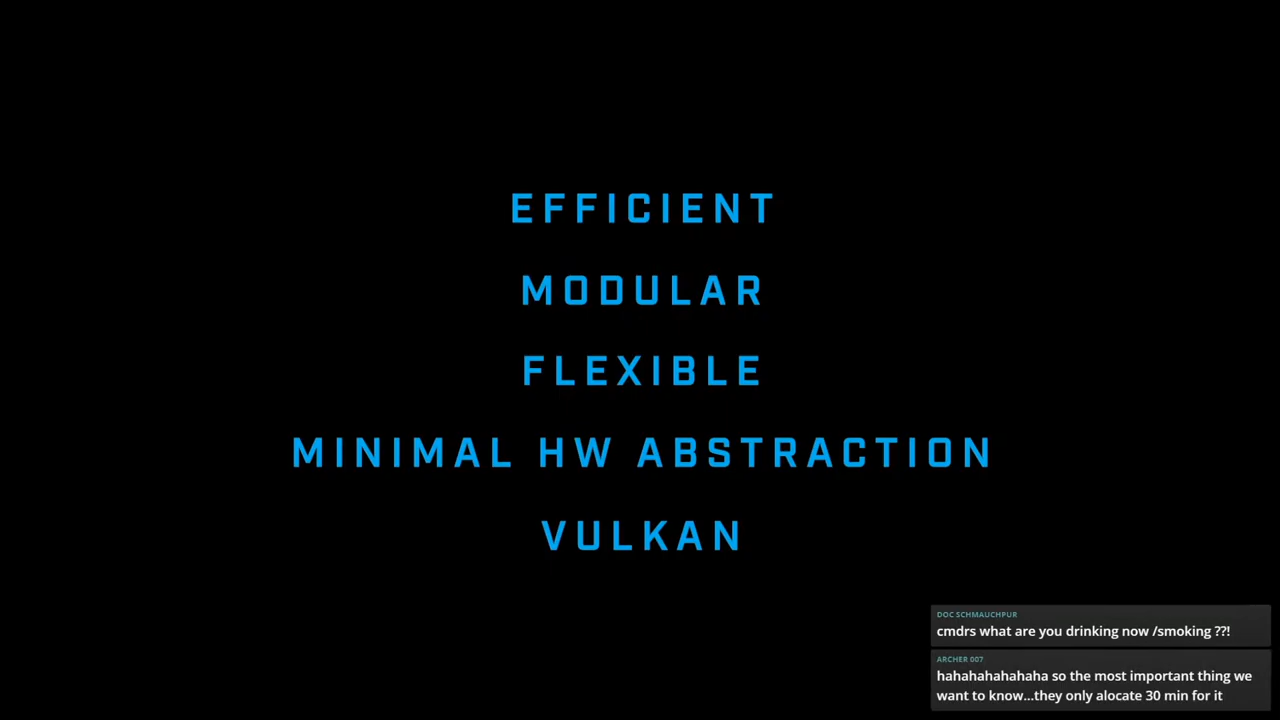 EFFICIENT
MODULAR
FLEXIBLE
MINIMAL HW ABSTRACTION
VULKAN
DOC SCHMAUCHPUR
cmdrs what are you drinking now /smoking ??!
ARCHER 007
hahahahahahaha so the most important thing we
want to know...they only alocate 30 min for it